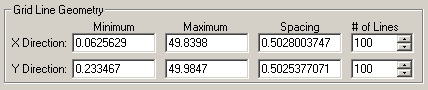 Grid Line Geometry
Minimum Maximum Spacing # of Lines
X Direction: 0.0625629 49.8398 0.5028003747 100
Y Direction: 0.233467 49.9847 0.5025377071 100